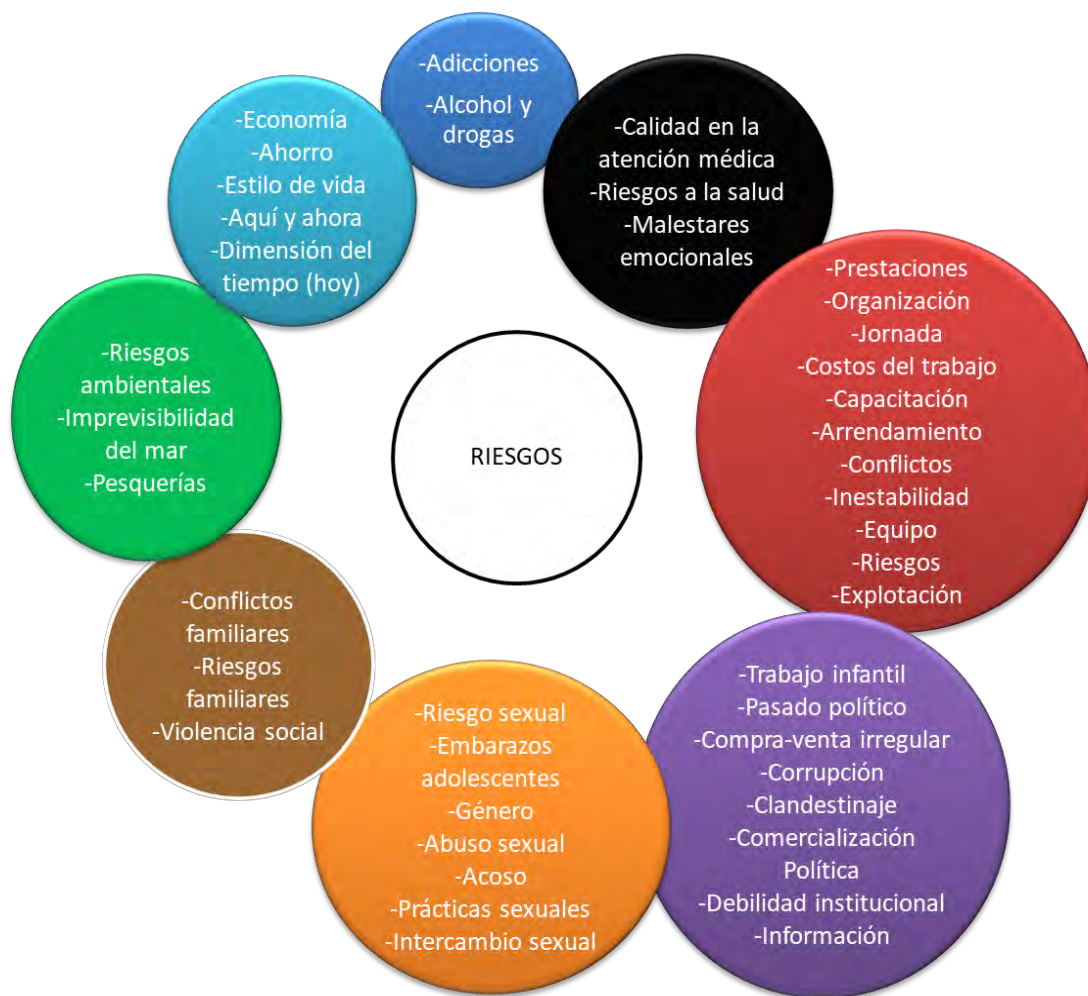 -Adicciones
-Alcohol y
drogas
-Calidad en la
atención médica
-Riesgos a la salud
-Malestares
emocionales
-Prestaciones
-Organización
-Jornada
-Costos del trabajo
-Capacitación
-Arrendamiento
-Conflictos
-Inestabilidad
-Equipo
-Riesgos
-Explotación
-Trabajo infantil
-Pasado político
-Compra-venta irregular
-Corrupción
-Clandestinaje
-Comercialización
Política
-Debilidad institucional
-Información
-Riesgo sexual
-Embarazos
adolescentes
-Género
-Abuso sexual
-Acoso
-Prácticas sexuales
-Intercambio sexual
-Conflictos
familiares
-Riesgos
familiares
-Violencia social
-Riesgos
ambientales
-Imprevisibilidad
del mar
-Pesquerías
-Economía
-Ahorro
-Estilo de vida
-Aquí y ahora
-Dimensión del
tiempo (hoy)
RIESGOS